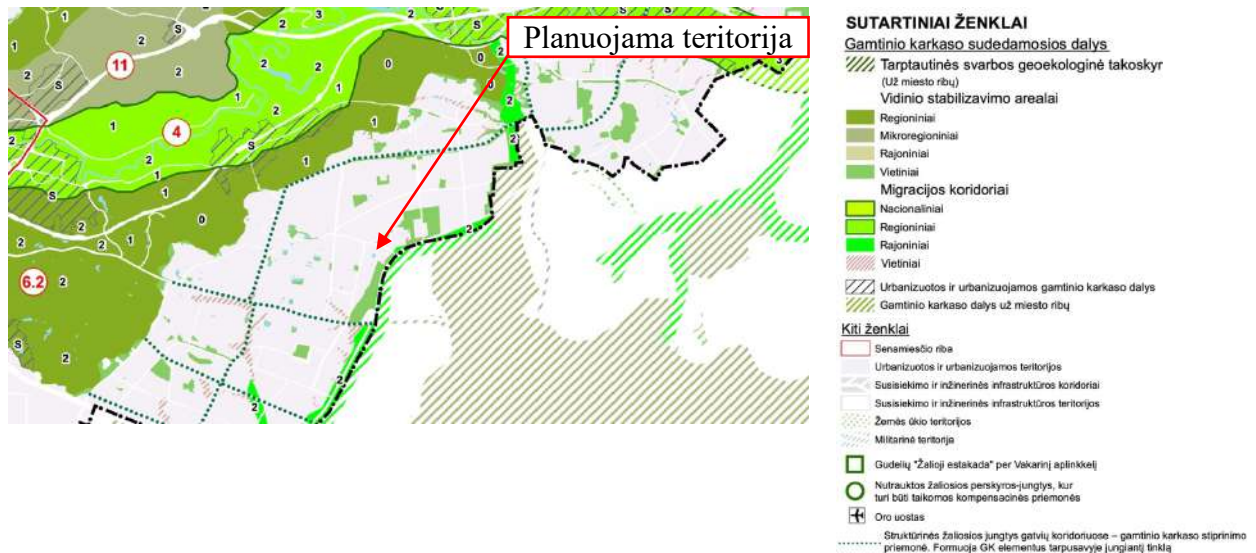 Planuojama teritorija
11
4
6.2
SUTARTINIAI ŽENKLAI
Gamtinio karkaso sudedamosios dalys
Tarptautinės svarbos geoekologinė takoskyr
(Už miesto ribų)
Vidinio stabilizavimo arealai
Regioniniai
Mikroregioniniai
Rajoniniai
Vietiniai
Migracijos koridoriai
Nacionaliniai
Regioniniai
Rajoniniai
Vietiniai
Urbanizuotos ir urbanizuojamos gamtinio karkaso dalys
Gamtinio karkaso dalys už miesto ribų
Kiti ženklai
Senamiesčio riba
Urbanizuotos ir urbanizuojamos teritorijos
Susisiekimo ir inžinerinės infrastruktūros koridoriai
Susisiekimo ir inžinerinės infrastruktūros teritorijos
Žemės ūkio teritorijos
Militarinė teritorija
Gudelių "Žalioji estakada" per Vakarinį aplinkkelį
Nutrauktos žaliosios perskyros-jungtys, kur
turi būti taikomos kompensacinės priemonės
Oro uostas
Struktūrinės žaliosios jungtys gatvių koridoriuose – gamtinio karkaso stiprinimo
priemonė. Formuoja GK elementus tarpusavyje jungiantį tinklą